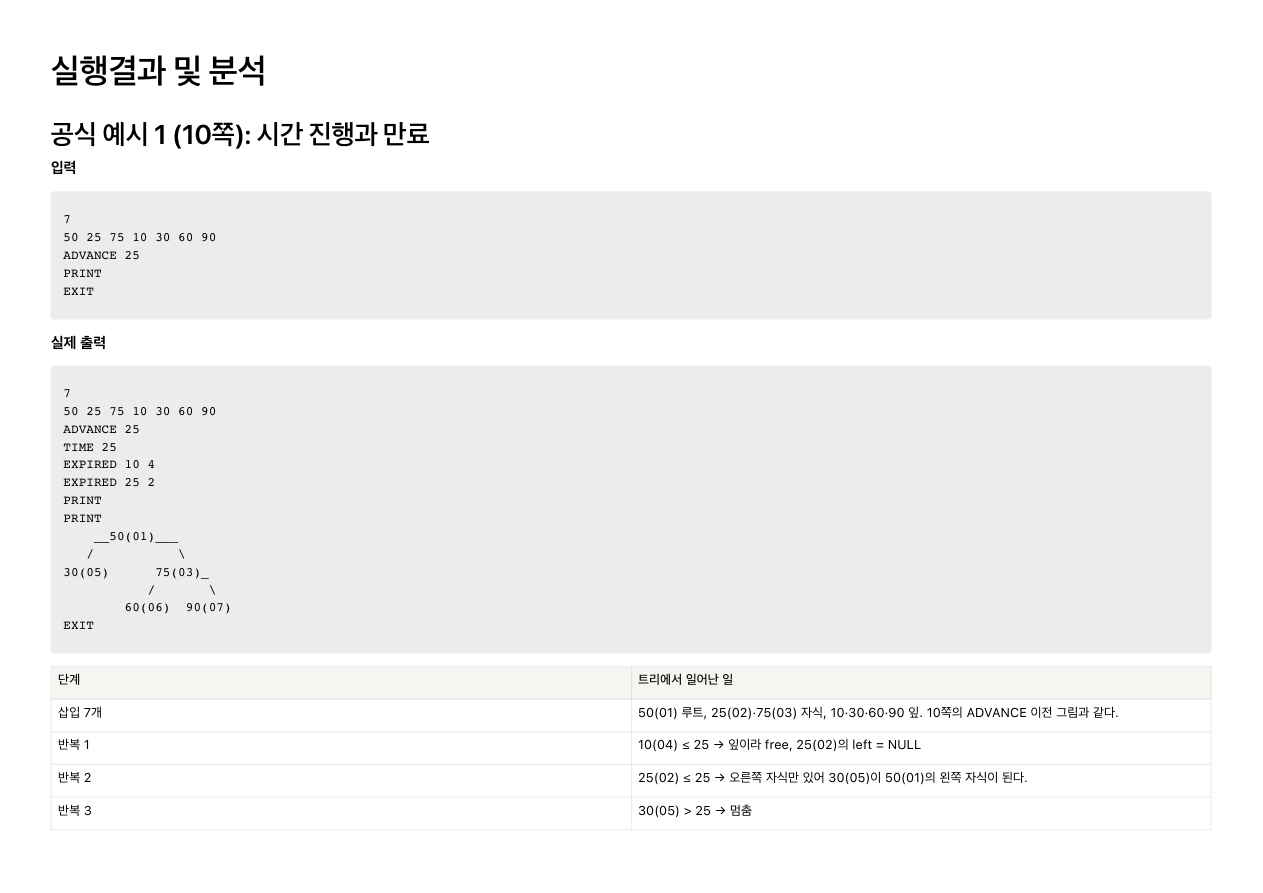 실행결과 및 분석
공식 예시 1 (10쪽): 시간 진행과 만료
입력
7
50 25 75 10 30 60 90
ADVANCE 25
PRINT
EXIT
실제 출력
7
50 25 75 10 30 60 90
ADVANCE 25
TIME 25
EXPIRED 10 4
EXPIRED 25 2
PRINT
PRINT
    __50(01)___
   /           \
30(05)      75(03)_
           /       \
        60(06)  90(07)
EXIT
단계 트리에서 일어난 일
삽입 7개 50(01) 루트, 25(02)·75(03) 자식, 10·30·60·90 잎. 10쪽의 ADVANCE 이전 그림과 같다.
반복 1 10(04) ≤ 25 → 잎이라 free, 25(02)의 left = NULL
반복 2 25(02) ≤ 25 → 오른쪽 자식만 있어 30(05)이 50(01)의 왼쪽 자식이 된다.
반복 3 30(05) > 25 → 멈춤